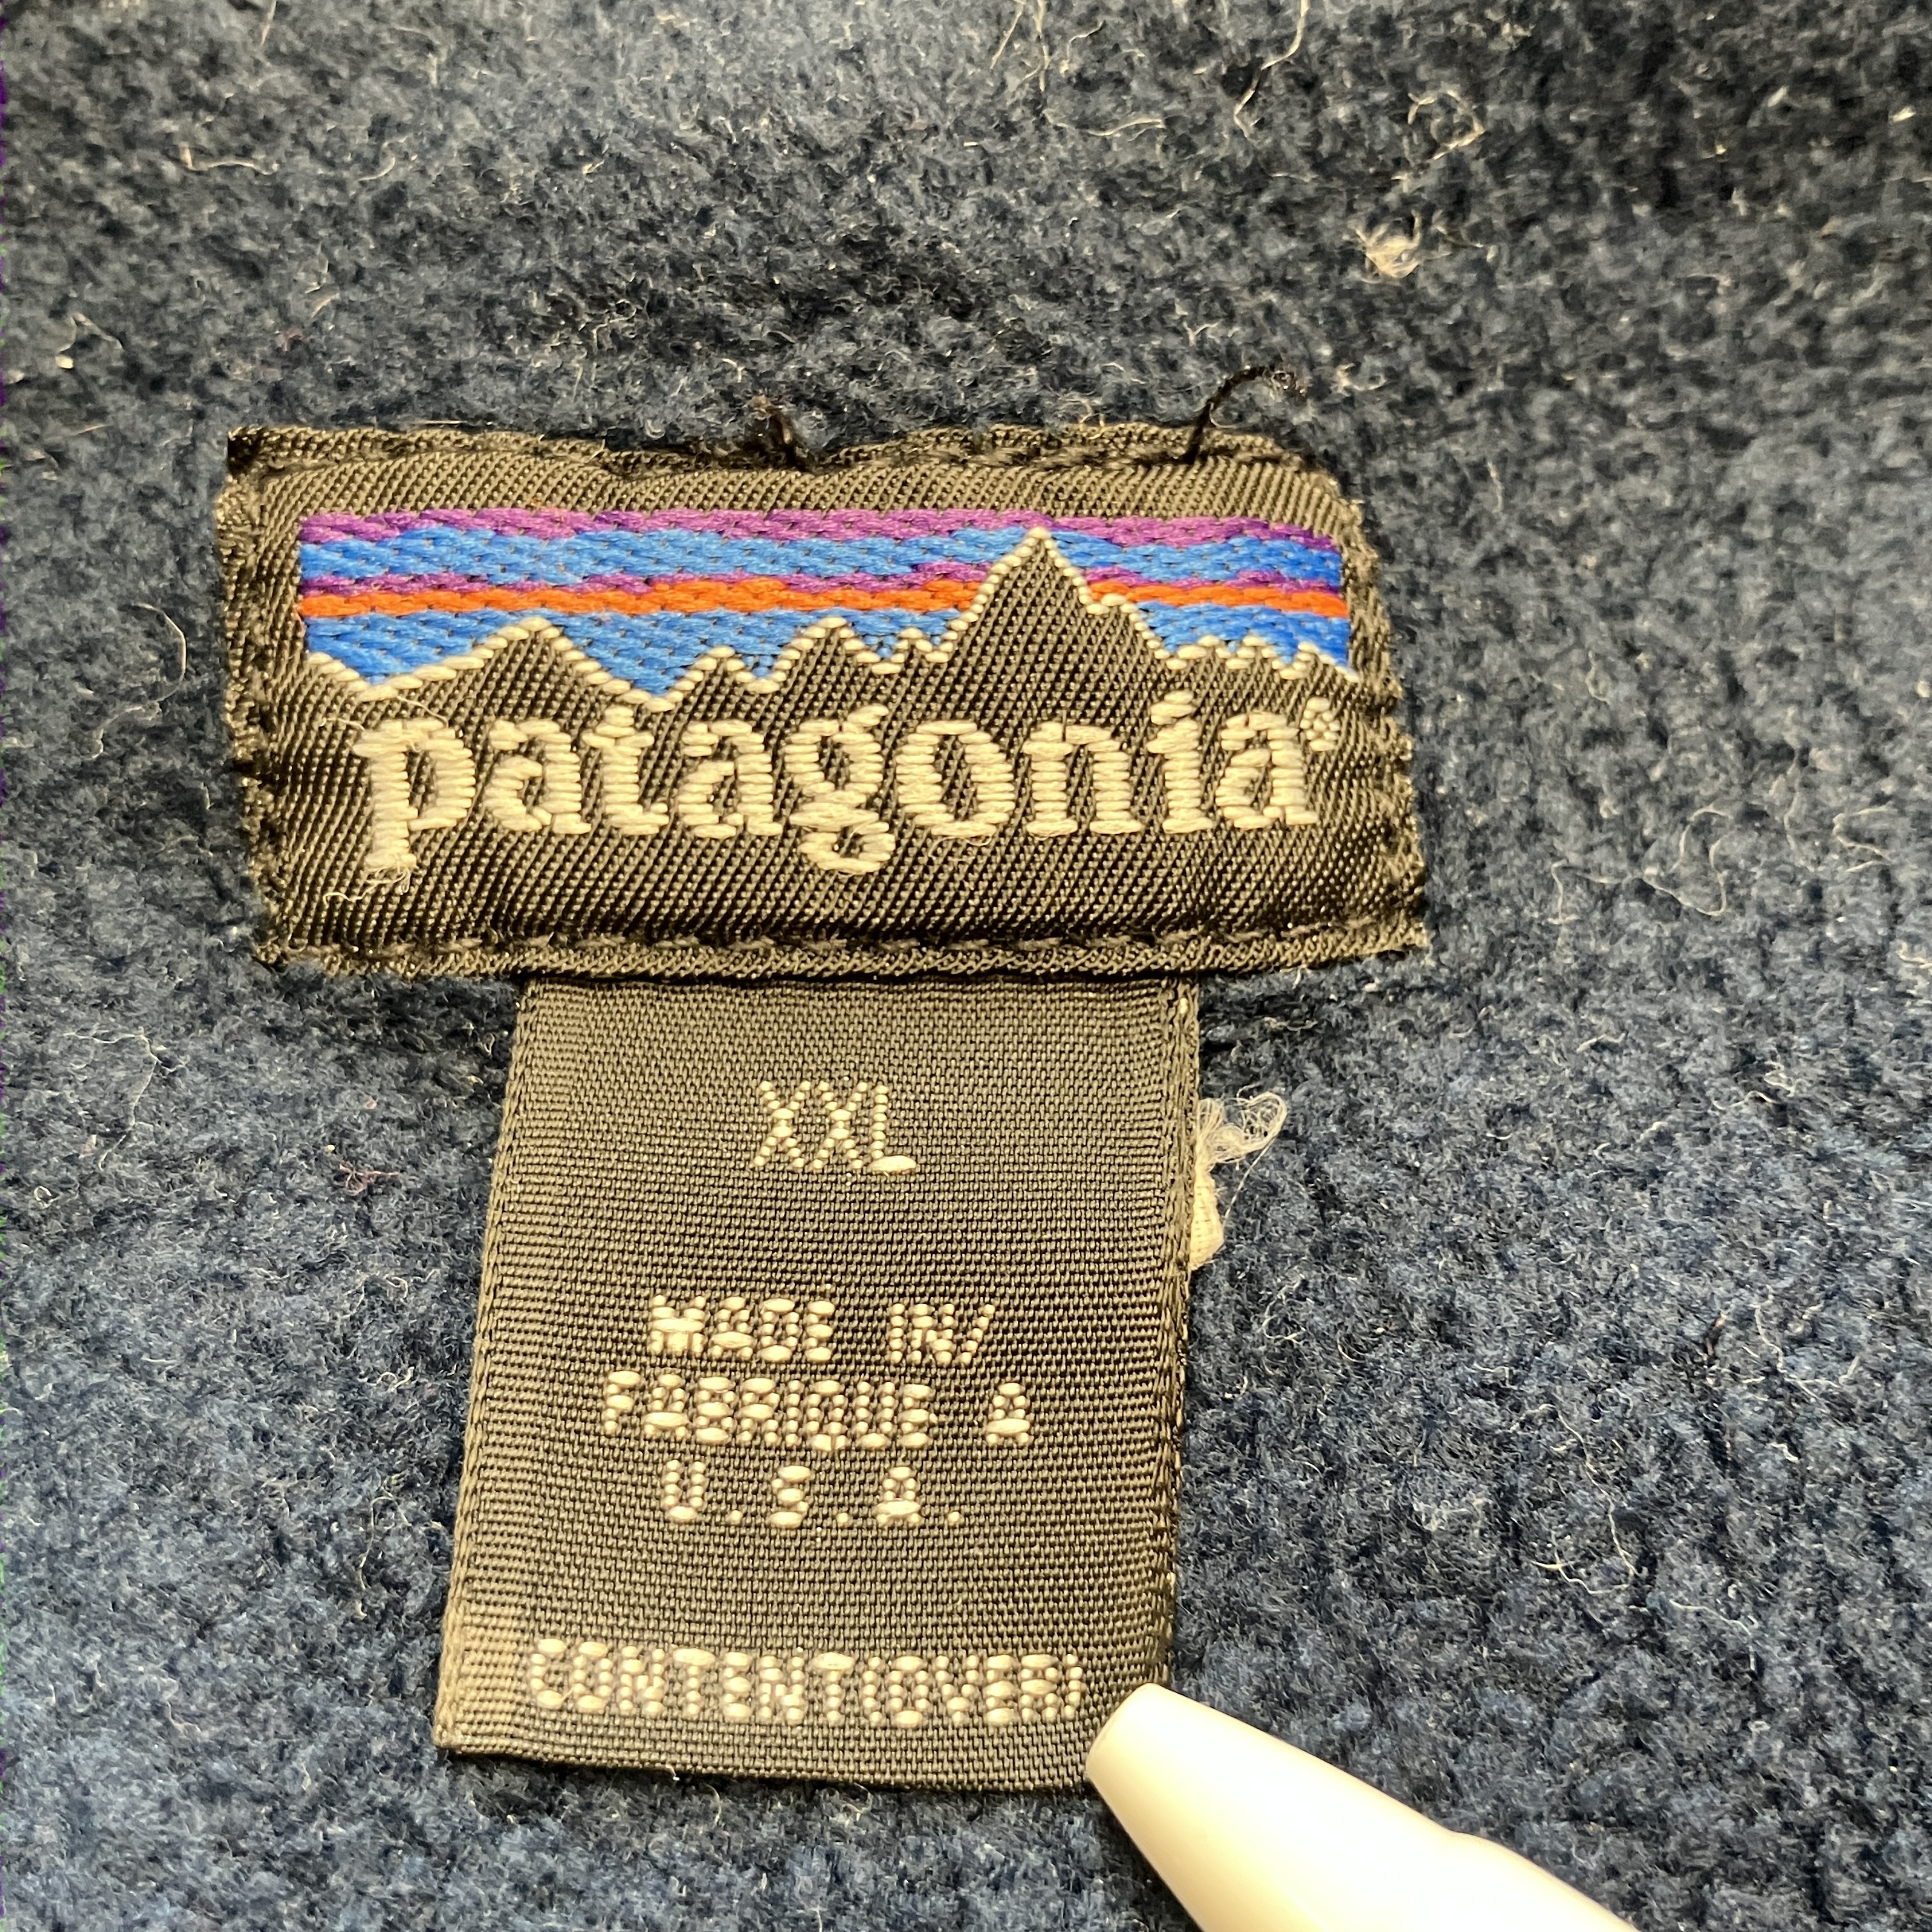 patagonia®
XXL
MADE IN/
FABRIQUE A
U.S.A.
CONTENT(OVER)